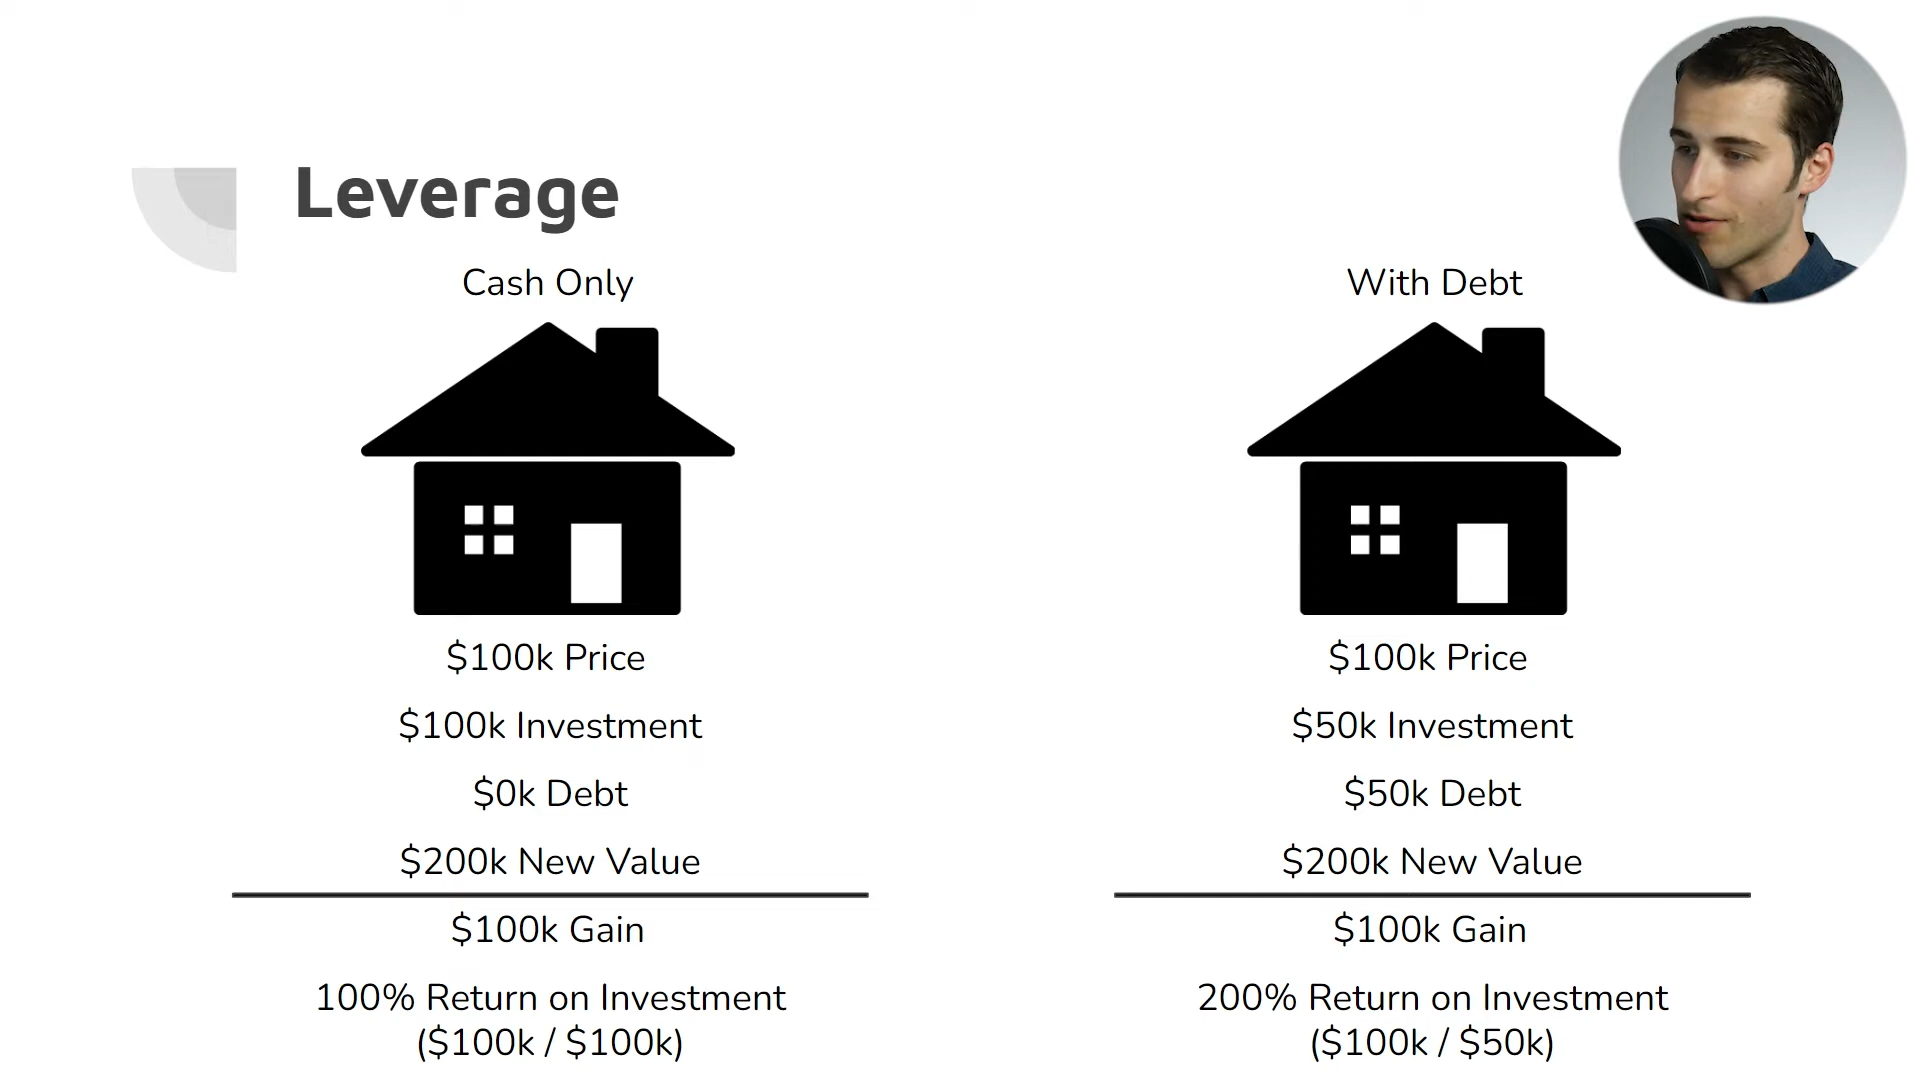 Leverage
Cash Only
$100k Price
$100k Investment
$0k Debt
$200k New Value
$100k Gain
100% Return on Investment
($100k / $100k)
With Debt
$100k Price
$50k Investment
$50k Debt
$200k New Value
$100k Gain
200% Return on Investment
($100k / $50k)